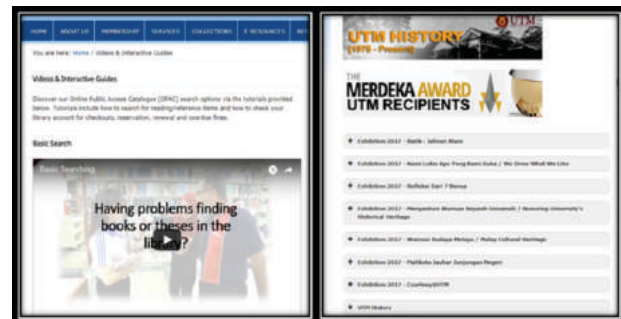 HOME ABOUT US MEMBERSHIP SERVICES COLLECTIONS E-RESOURCES
You are here: Home / Videos & Interactive Guides
Videos & Interactive Guides
Discover our Online Public Access Catalogue (OPAC) search options via the tutorials provided
below. Tutorials include how to search for reading/reference items and how to check your
library account for checkouts, reservation, renewal and overdue fines.
Basic Search
Basic Searching
Having problems finding
books or theses in the
library?
UTM
UTM HISTORY
(1975 - Present)
THE
MERDEKA AWARD
UTM RECIPIENTS
Exhibition 2017 - Batik : Jalinan Alam
Exhibition 2017 - Kami Lukis Apa Yang Kami Suka / We Draw What We Like
Exhibition 2017 - Refleksi Dari 7 Benua
Exhibition 2017 - Warisan Sejarah Universiti / Honoring University's
Historical Heritage
Exhibition 2017 - Warisan Budaya Melayu / Malay Cultural Heritage
Exhibition 2017 - Mahkota Jauhar Junjungan Negeri
Exhibition 2017 - Courtesy@UTM
UTM History